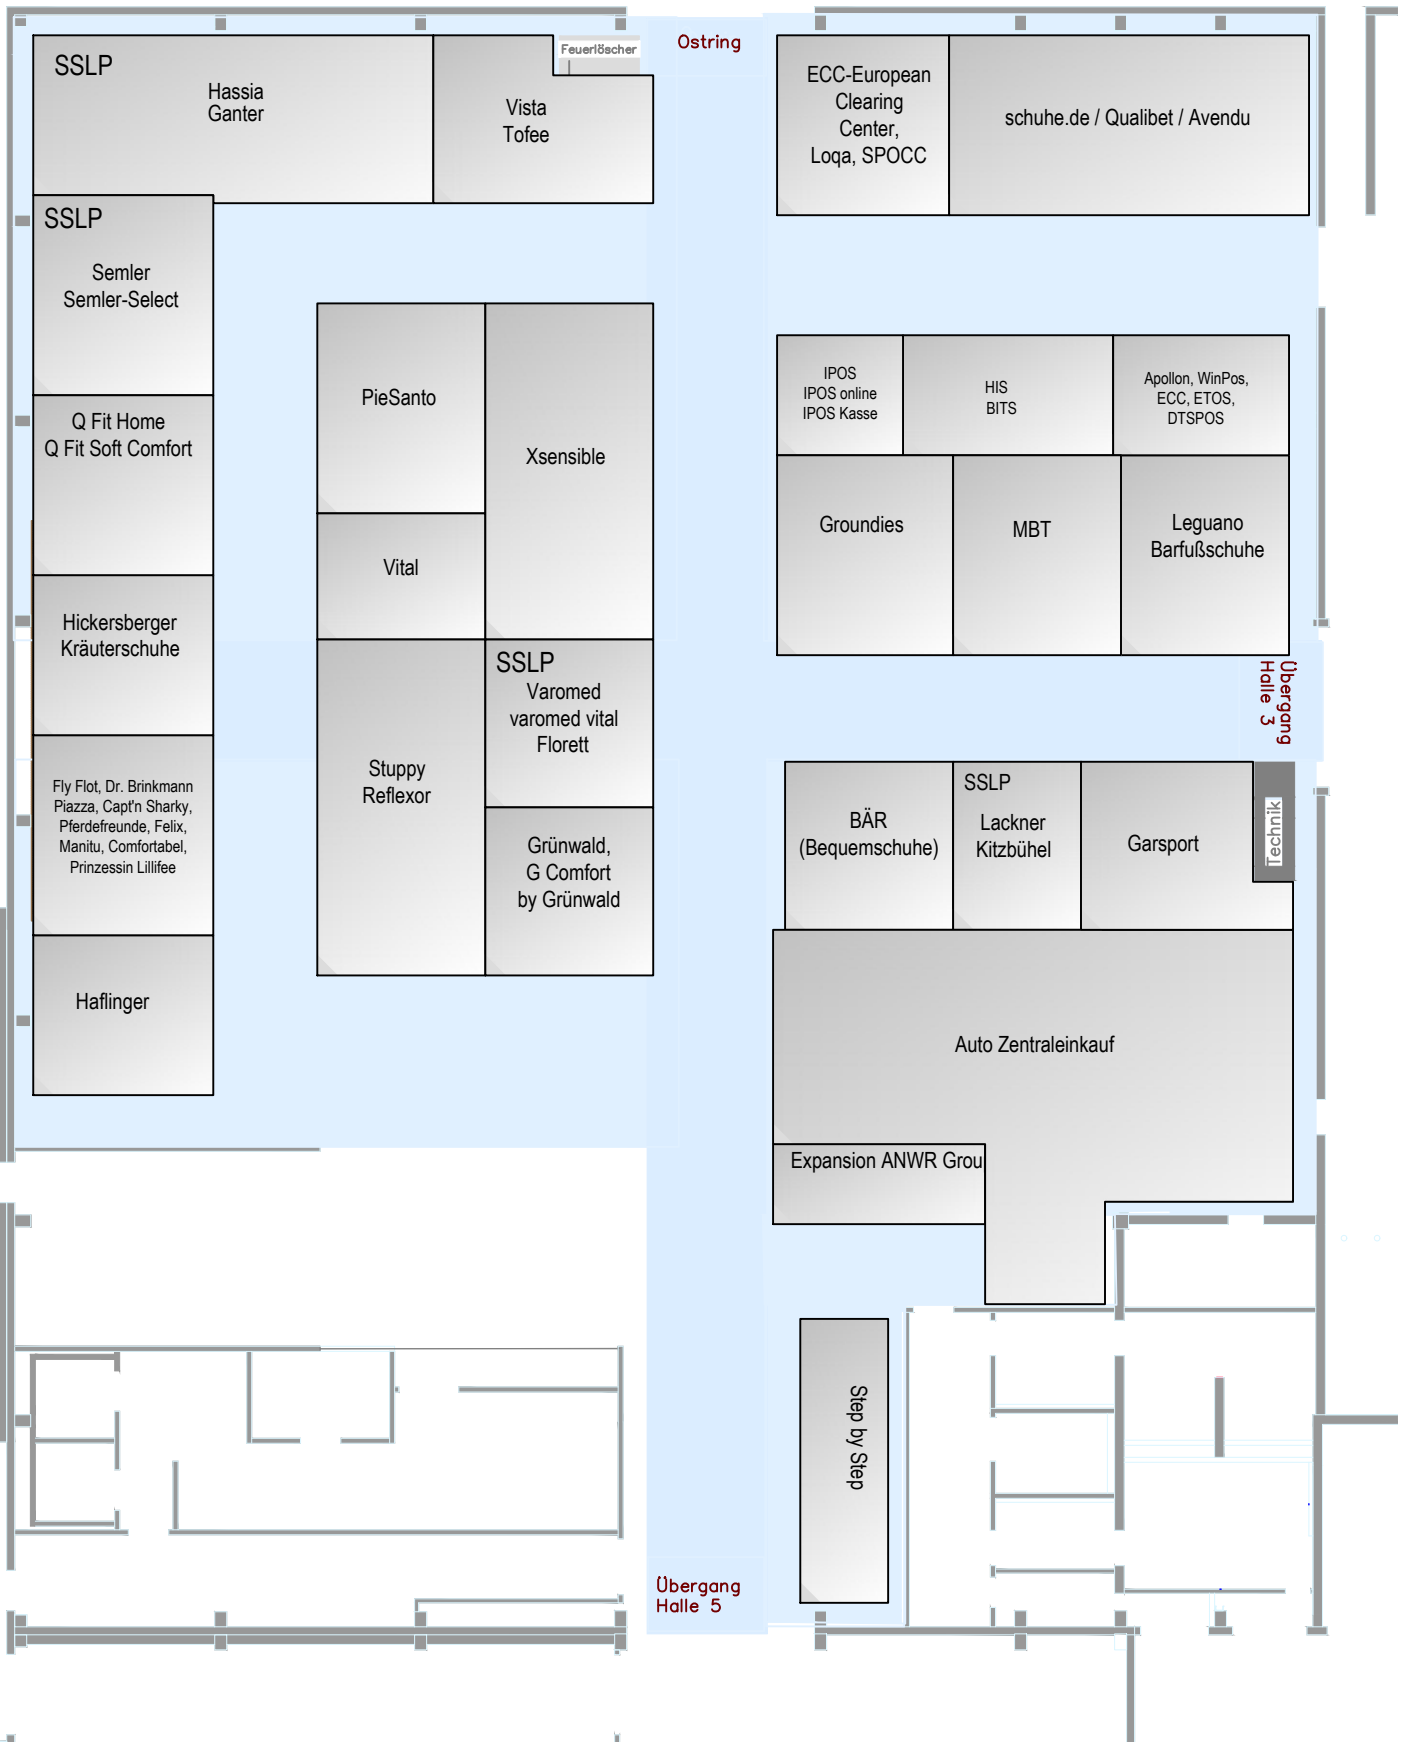 SSLP
Hassia
Ganter
Vista
Tofee
Feuerlöscher
Ostring
ECC-European
Clearing
Center,
Loqa, SPOCC
schuhe.de / Qualibet / Avendu
SSLP
Semler
Semler-Select
Q Fit Home
Q Fit Soft Comfort
Hickersberger
Kräuterschuhe
Fly Flot, Dr. Brinkmann
Piazza, Capt'n Sharky,
Pferdefreunde, Felix,
Manitu, Comfortabel,
Prinzessin Lillifee
Haflinger
PieSanto
Xsensible
Vital
Stuppy
Reflexor
SSLP
Varomed
varomed vital
Florett
Grünwald,
G Comfort
by Grünwald
IPOS
IPOS online
IPOS Kasse
HIS
BITS
Apollon, WinPos,
ECC, ETOS,
DTSPOS
Groundies
MBT
Leguano
Barfußschuhe
Übergang
Halle 3
BÄR
(Bequemschuhe)
SSLP
Lackner
Kitzbühel
Garsport
Technik
Auto Zentraleinkauf
Expansion ANWR Grou
Step by Step
Übergang
Halle 5